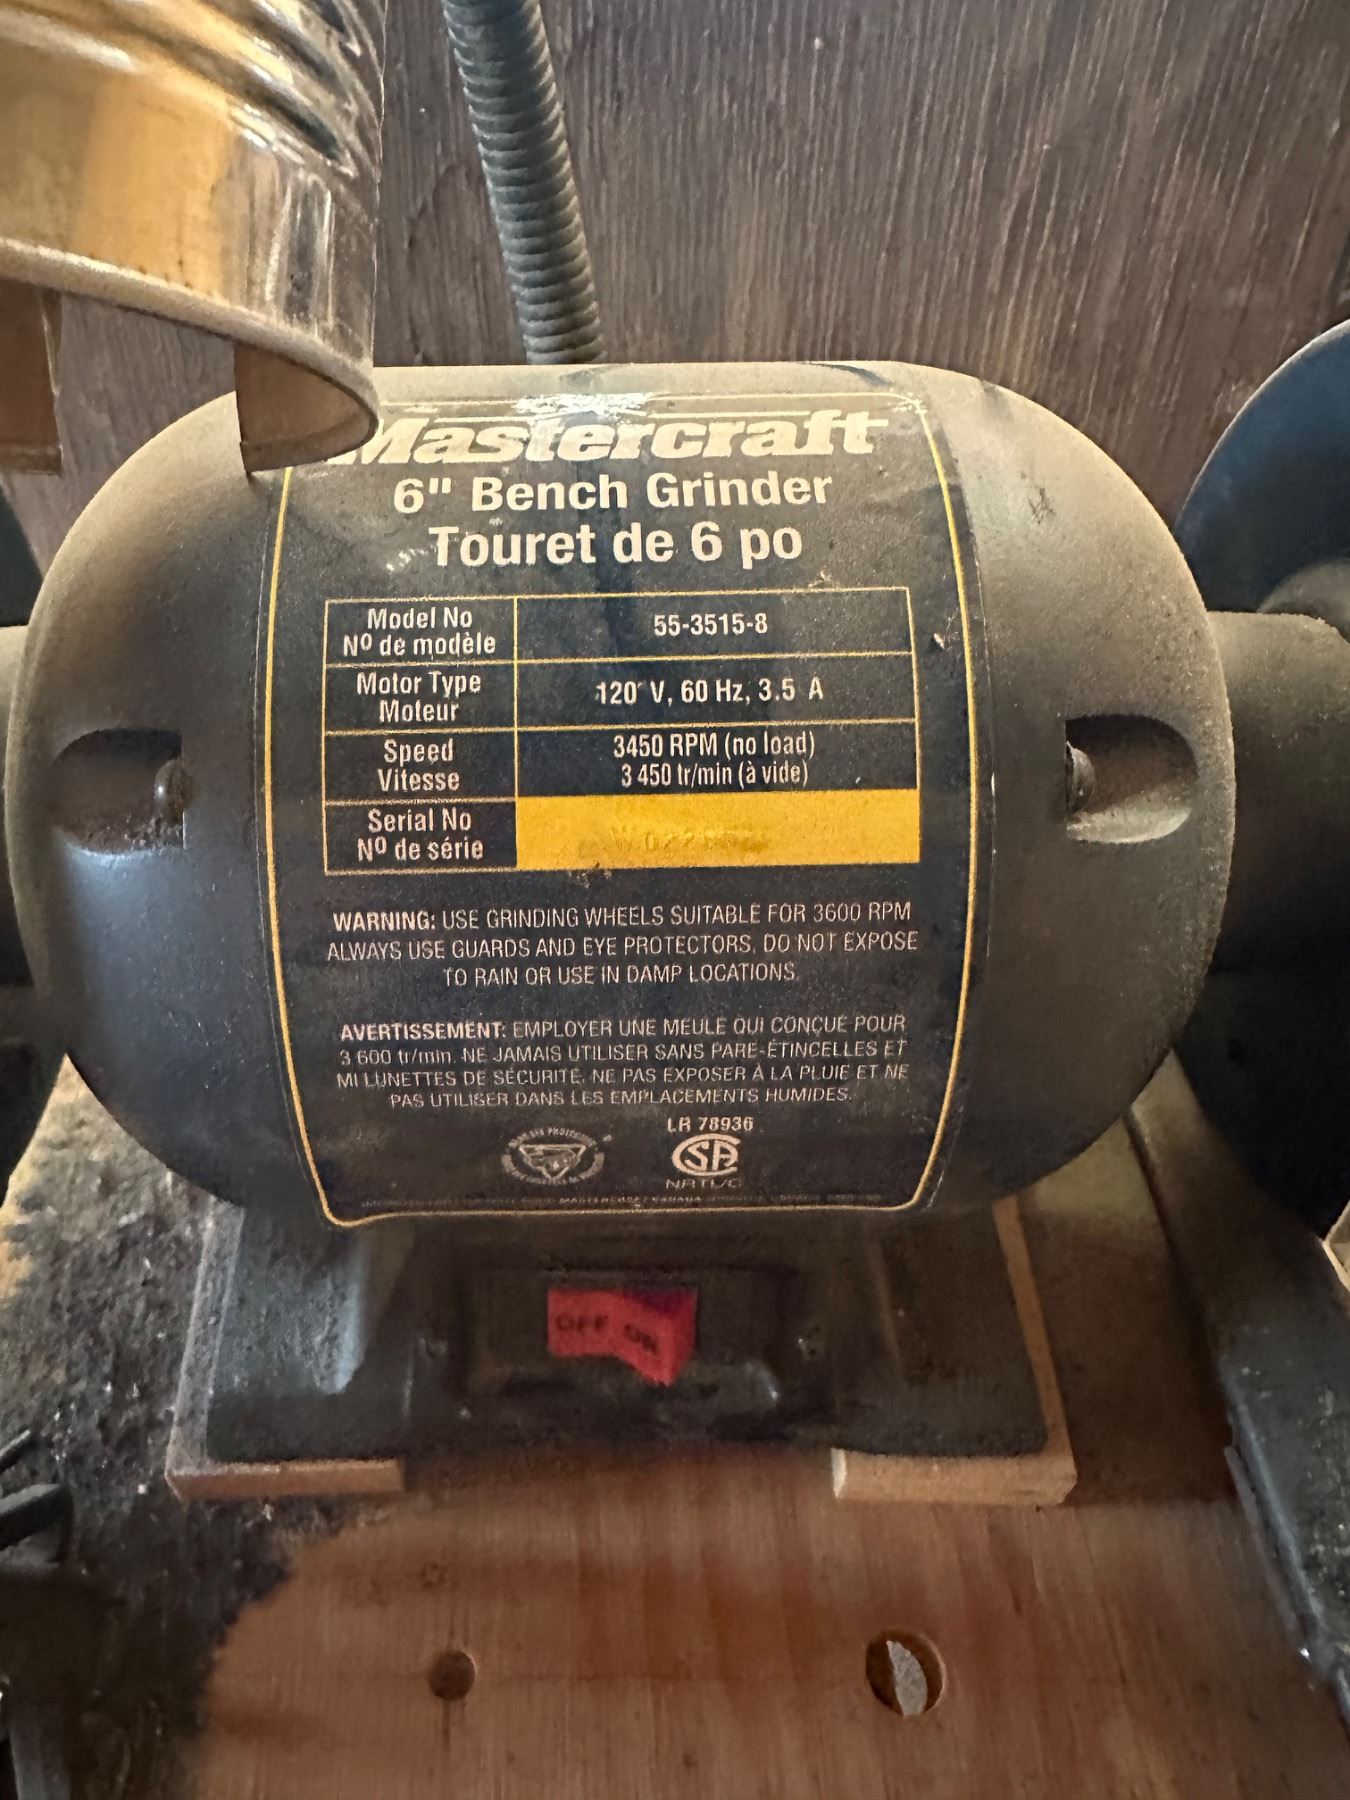 Mastercraft
6" Bench Grinder
Touret de 6 po
Model No
Nº de modèle
55-3515-8
Motor Type
Moteur
120 V, 60 Hz, 3.5 A
Speed
Vitesse
3450 RPM (no load)
3 450 tr/min (à vide)
Serial No
Nº de série
WARNING: USE GRINDING WHEELS SUITABLE FOR 3600 RPM
ALWAYS USE GUARDS AND EYE PROTECTORS, DO NOT EXPOSE
TO RAIN OR USE IN DAMP LOCATIONS.
AVERTISSEMENT: EMPLOYER UNE MEULE QUI CONÇUE POUR
3 600 tr/min. NE JAMAIS UTILISER SANS PARE-ÉTINCELLES ET
MI LUNETTES DE SÉCURITÉ, NE PAS EXPOSER À LA PLUIE ET NE
PAS UTILISER DANS LES EMPLACEMENTS HUMIDES.
LR 78936
CSA
NRTL/C
OFF ON